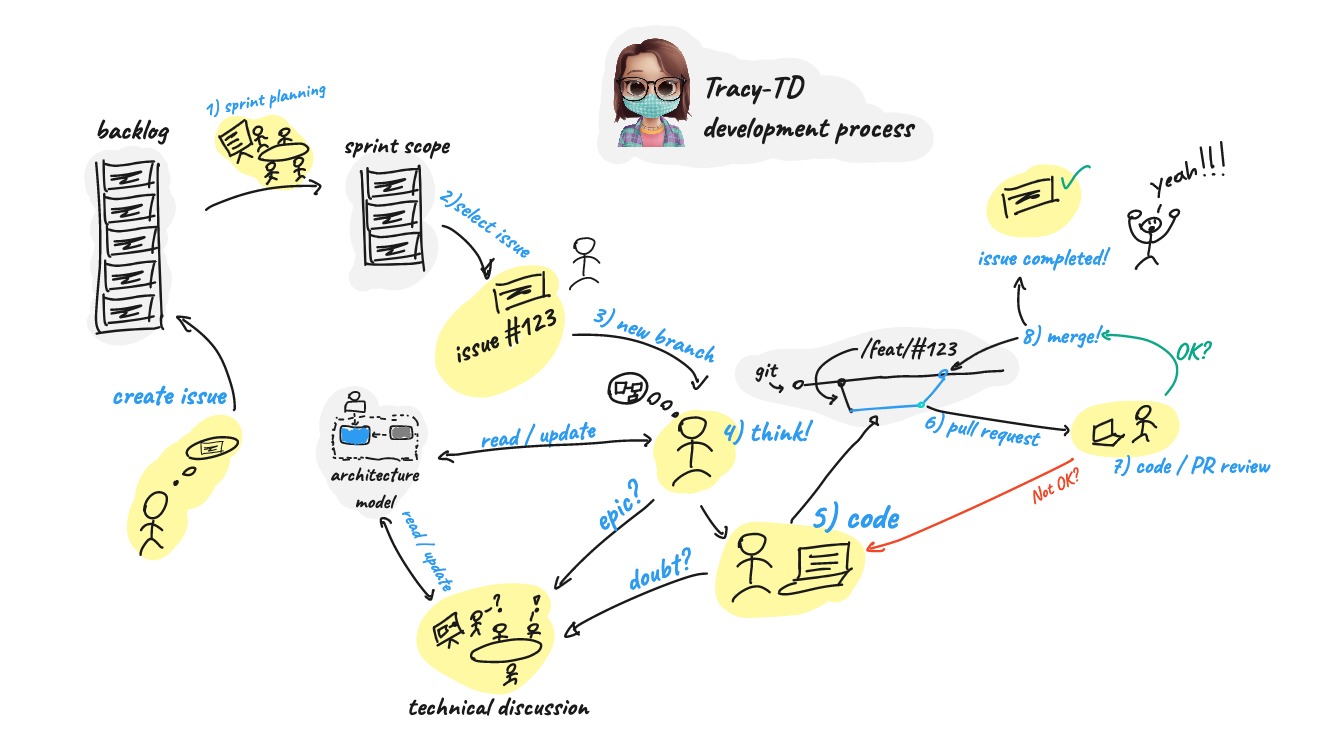 Tracy-TD
development process
1) sprint planning
backlog
sprint scope
2) select issue
issue #123
3) new branch
create issue
architecture
model
read / update
4) think!
read / update
epic?
doubt?
technical discussion
5) code
git
/feat/#123
6) pull request
7) code / PR review
Not OK?
OK?
8) merge!
issue completed!
yeah!!!
?
!